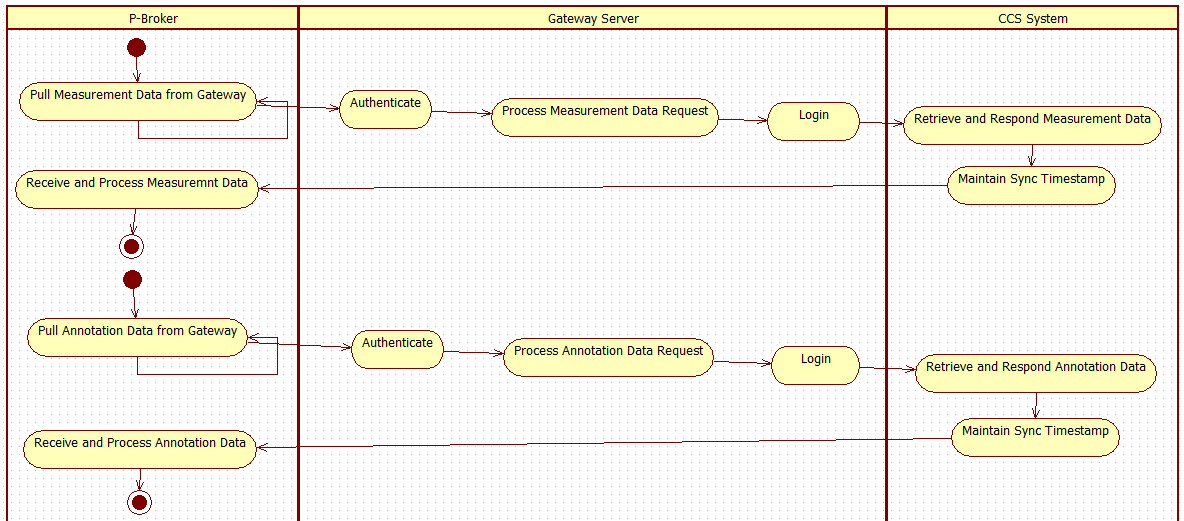 P-Broker
Gateway Server
CCS System
Pull Measurement Data from Gateway
Authenticate
Process Measurement Data Request
Login
Retrieve and Respond Measurement Data
Receive and Process Measuremnt Data
Maintain Sync Timestamp
Pull Annotation Data from Gateway
Authenticate
Process Annotation Data Request
Login
Retrieve and Respond Annotation Data
Receive and Process Annotation Data
Maintain Sync Timestamp